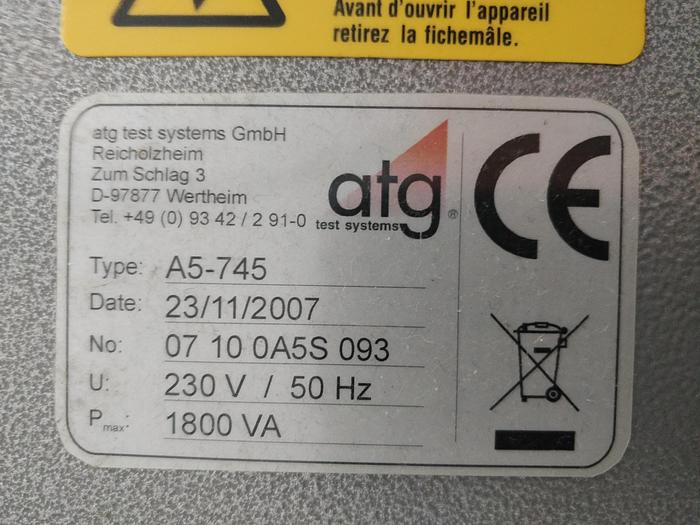 Avant d'ouvrir l'appareil
retirez la fichemâle.
atg test systems GmbH
Reicholzheim
Zum Schlag 3
D-97877 Wertheim
Tel. +49 (0) 93 42 / 2 91-0
atg®
test systems
CE
Type: A5-745
Date: 23/11/2007
No: 07 10 0A5S 093
U: 230 V / 50 Hz
Pmax: 1800 VA